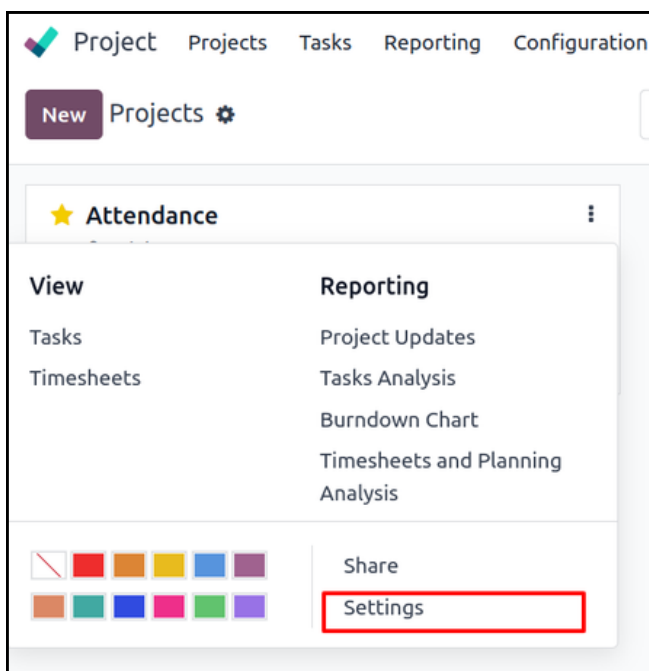 Project Projects Tasks Reporting Configuration
New Projects
Attendance
View
Tasks
Timesheets
Reporting
Project Updates
Tasks Analysis
Burndown Chart
Timesheets and Planning
Analysis
Share
Settings